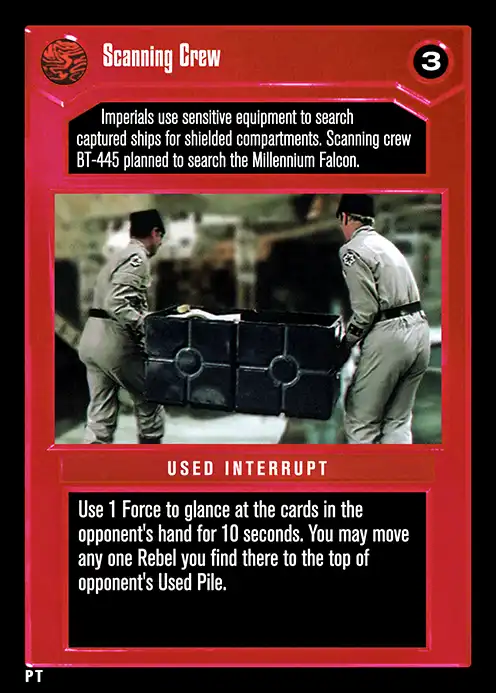 Scanning Crew
3
Imperials use sensitive equipment to search
captured ships for shielded compartments. Scanning crew
BT-445 planned to search the Millennium Falcon.
USED INTERRUPT
Use 1 Force to glance at the cards in the
opponent's hand for 10 seconds. You may move
any one Rebel you find there to the top of
opponent's Used Pile.
PT